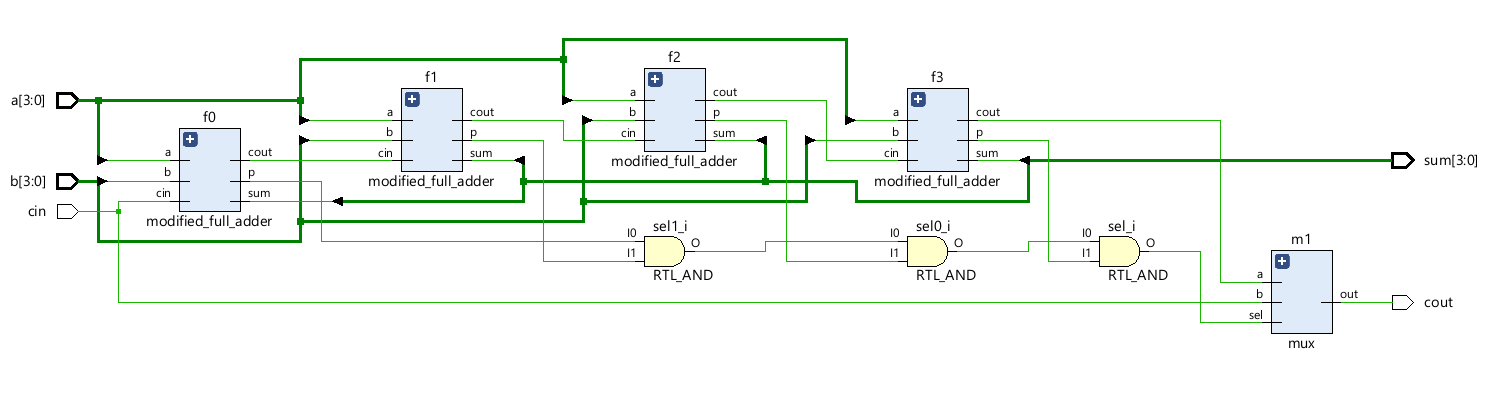 a[3:0]
b[3:0]
cin
f0
a
b
cin
cout
p
sum
modified_full_adder
f1
a
b
cin
cout
p
sum
modified_full_adder
f2
a
b
cin
cout
p
sum
modified_full_adder
f3
a
b
cin
cout
p
sum
modified_full_adder
sel1_i
I0
I1
O
RTL_AND
sel0_i
I0
I1
O
RTL_AND
sel_i
I0
I1
O
RTL_AND
m1
a
b
sel
out
mux
sum[3:0]
cout